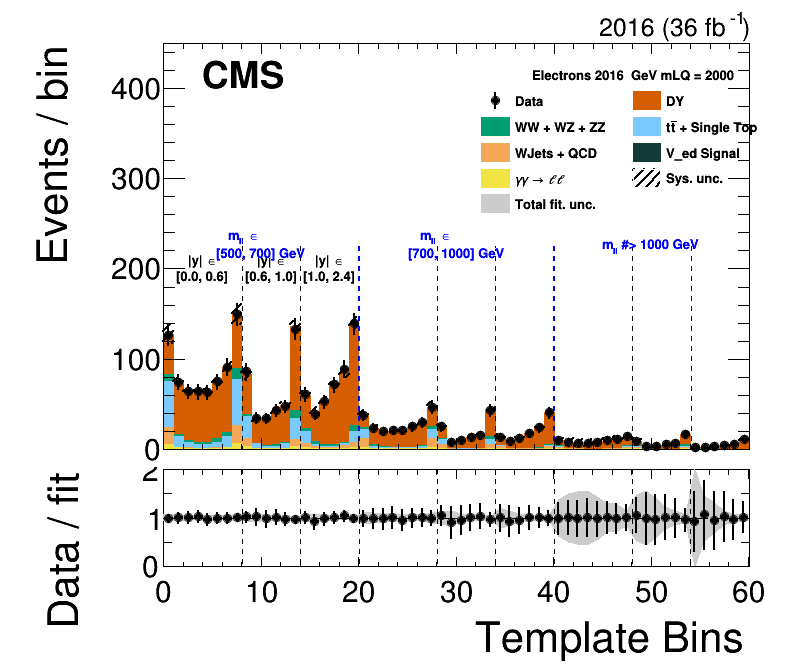 2016 (36 fb⁻¹)
CMS
Events / bin
Electrons 2016 GeV mLQ = 2000
Data
DY
WW + WZ + ZZ
tt̄ + Single Top
WJets + QCD
V_ed Signal
γγ → ℓℓ
Sys. unc.
Total fit. unc.
400
300
200
100
0
m_ll ∈
[500, 700] GeV
m_ll ∈
[700, 1000] GeV
m_ll #> 1000 GeV
|y| ∈
[0.0, 0.6]
|y| ∈
[0.6, 1.0]
|y| ∈
[1.0, 2.4]
Data / fit
2
1
0
0 10 20 30 40 50 60
Template Bins